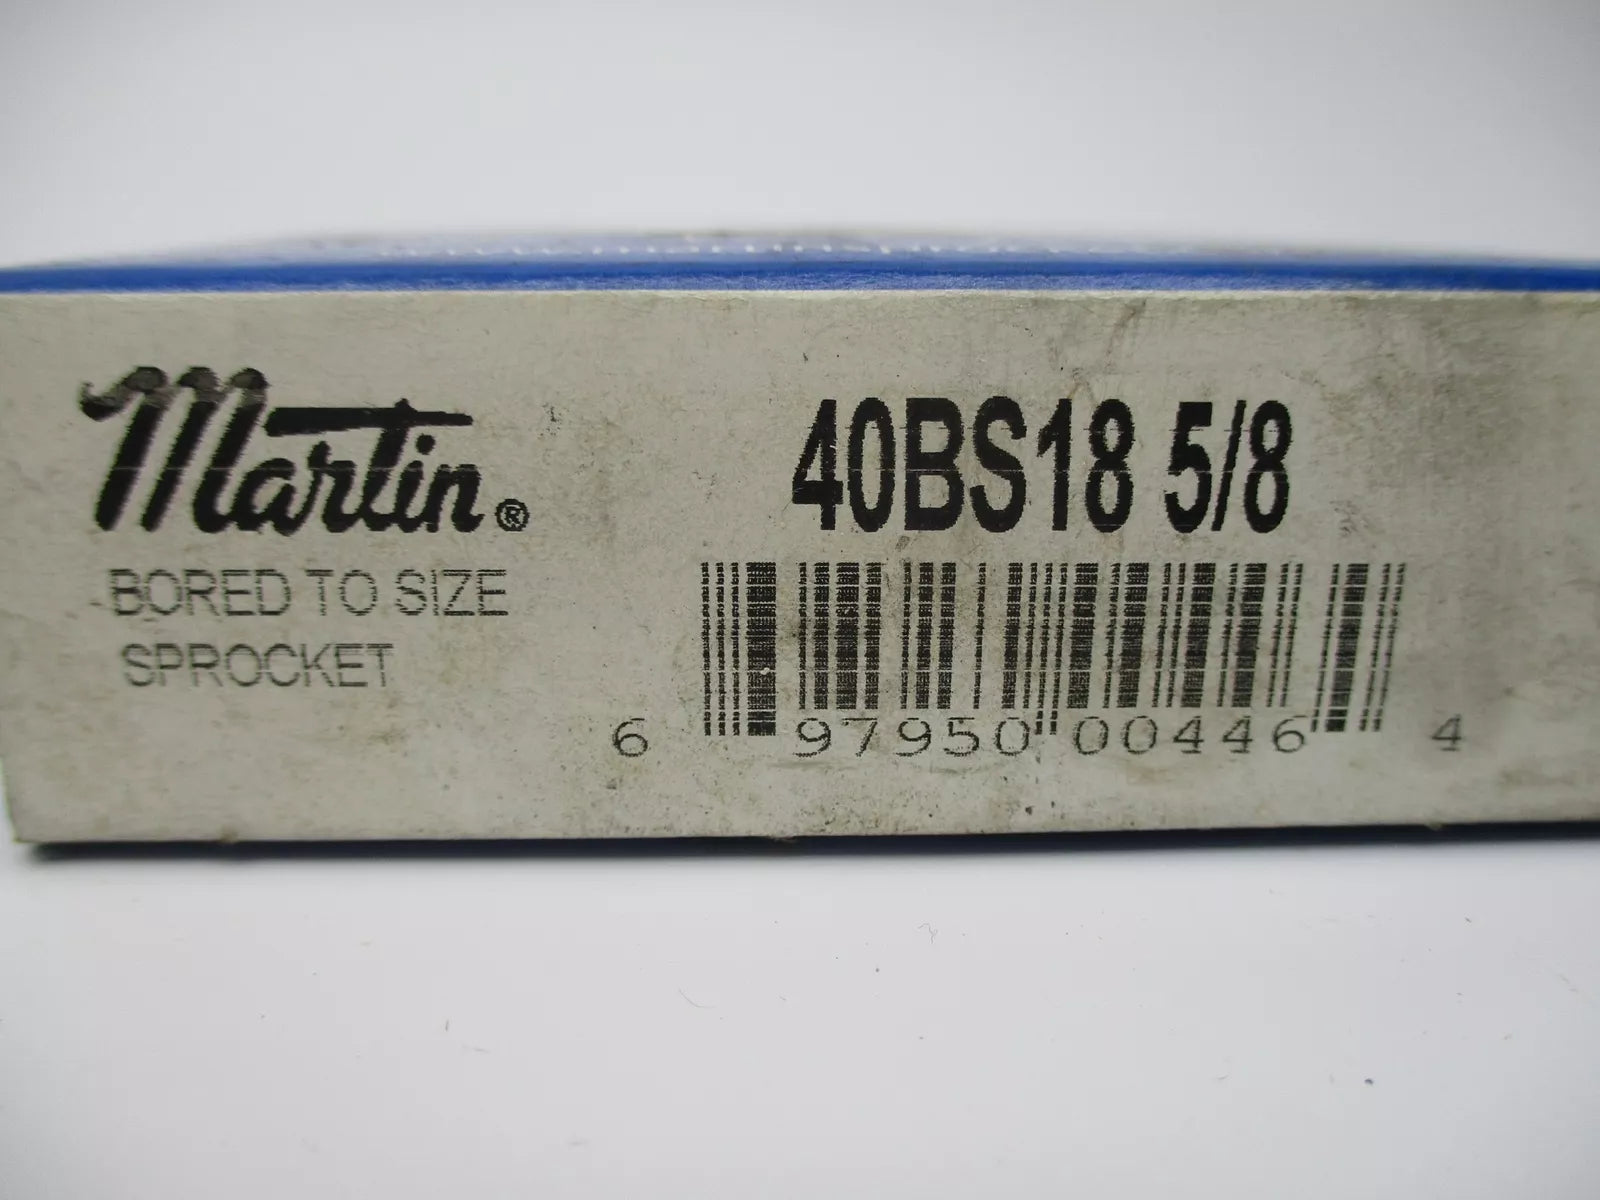 Martin®
40BS18 5/8
BORED TO SIZE
SPROCKET
6 97950 00446 4